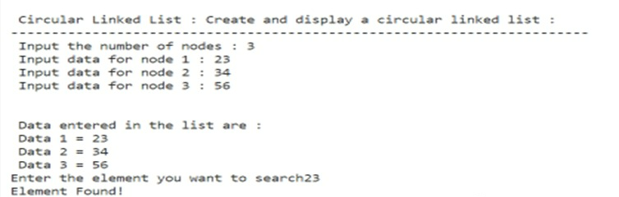 Circular Linked List : Create and display a circular linked list :
-----------------------------------------------------------------------
Input the number of nodes : 3
Input data for node 1 : 23
Input data for node 2 : 34
Input data for node 3 : 56
Data entered in the list are :
Data 1 = 23
Data 2 = 34
Data 3 = 56
Enter the element you want to search23
Element Found!